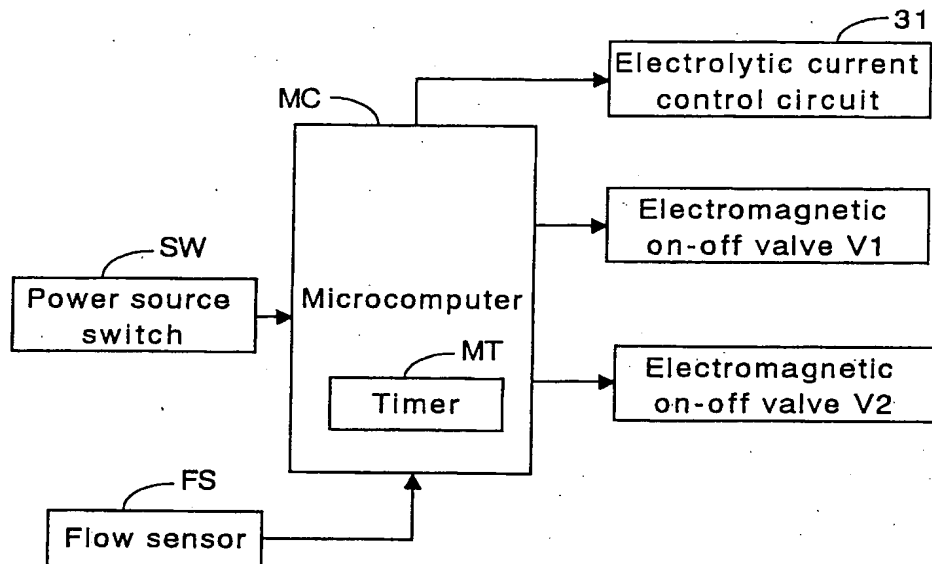 31
Electrolytic current
control circuit
MC
Electromagnetic
on-off valve V1
SW
Power source
switch
Microcomputer
MT
Timer
Electromagnetic
on-off valve V2
FS
Flow sensor